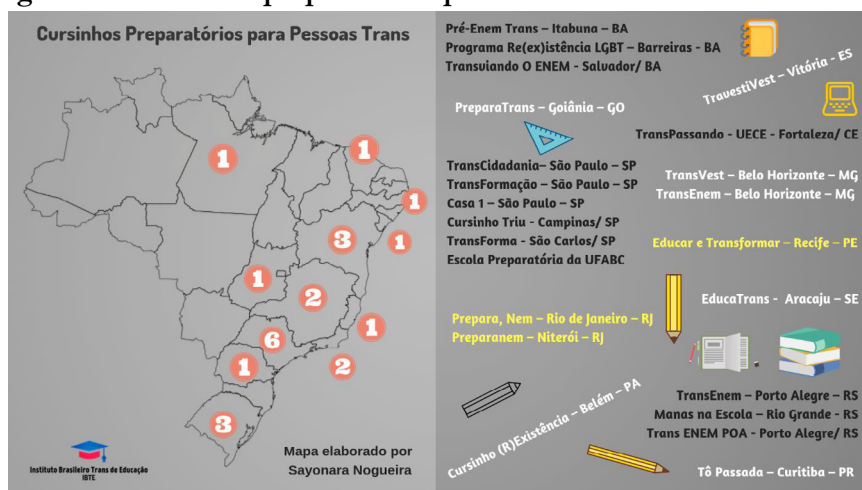 Cursinhos Preparatórios para Pessoas Trans
1
1
1
3
1
1
2
1
6
2
1
3
Instituto Brasileiro Trans de Educação
IBTE
Mapa elaborado por
Sayonara Nogueira
Pré-Enem Trans – Itabuna – BA
Programa Re(ex)istência LGBT – Barreiras - BA
Transviando O ENEM - Salvador/ BA
TravestiVest – Vitória - ES
PreparaTrans – Goiânia – GO
TransPassando - UECE - Fortaleza/ CE
TransCidadania– São Paulo – SP
TransFormação – São Paulo – SP
Casa 1 – São Paulo – SP
Cursinho Triu - Campinas/ SP
TransForma - São Carlos/ SP
Escola Preparatória da UFABC
TransVest – Belo Horizonte – MG
TransEnem – Belo Horizonte – MG
Educar e Transformar – Recife – PE
EducaTrans - Aracaju – SE
Prepara, Nem – Rio de Janeiro – RJ
Preparanem – Niterói – RJ
Cursinho (R)Existência – Belém – PA
TransEnem – Porto Alegre – RS
Manas na Escola – Rio Grande - RS
Trans ENEM POA - Porto Alegre/ RS
Tô Passada – Curitiba – PR